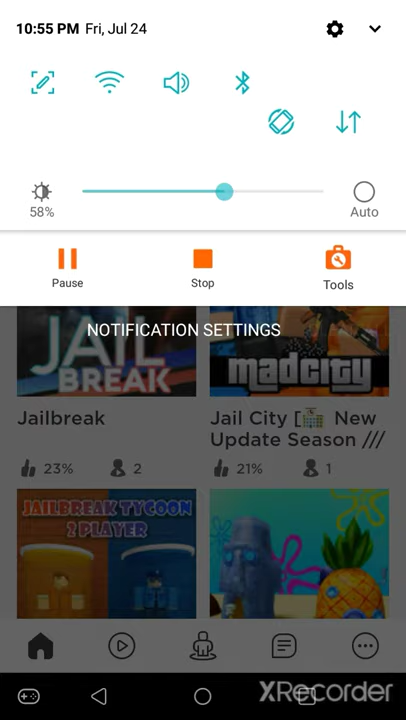 10:55 PM Fri, Jul 24
58%
Auto
Pause
Stop
Tools
NOTIFICATION SETTINGS
JAIL
BREAK
madcity
Jailbreak
Jail City [🏥 New
Update Season ///
23%
2
21%
1
JAILBREAK TYCOON
2 PLAYER
XRecorder